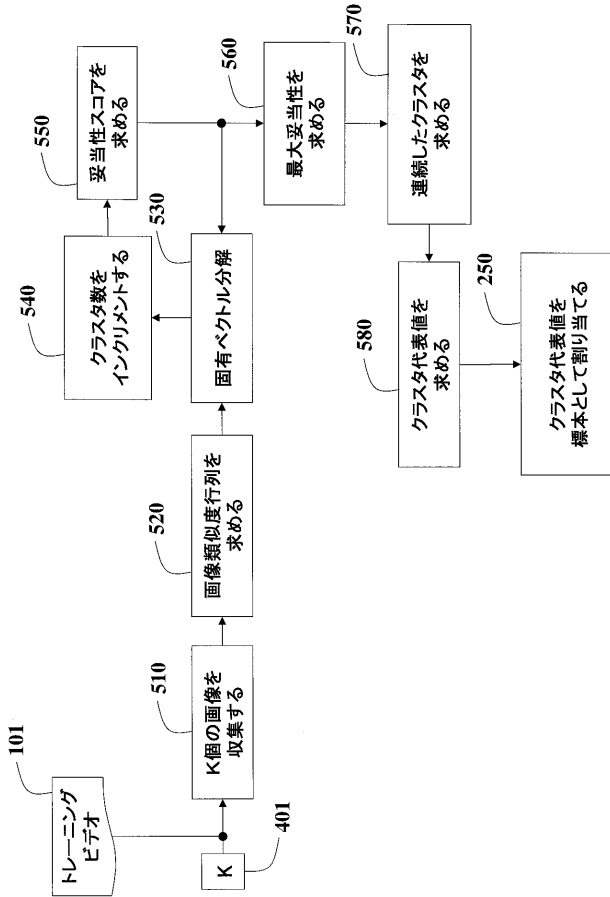 101
トレーニング
ビデオ
K
401
510
K個の画像を
収集する
520
画像類似度行列を
求める
530
固有ベクトル分解
540
クラスタ数を
インクリメントする
550
妥当性スコアを
求める
560
最大妥当性を
求める
570
連続したクラスタを
求める
580
クラスタ代表値を
求める
250
クラスタ代表値を
標本として割り当てる